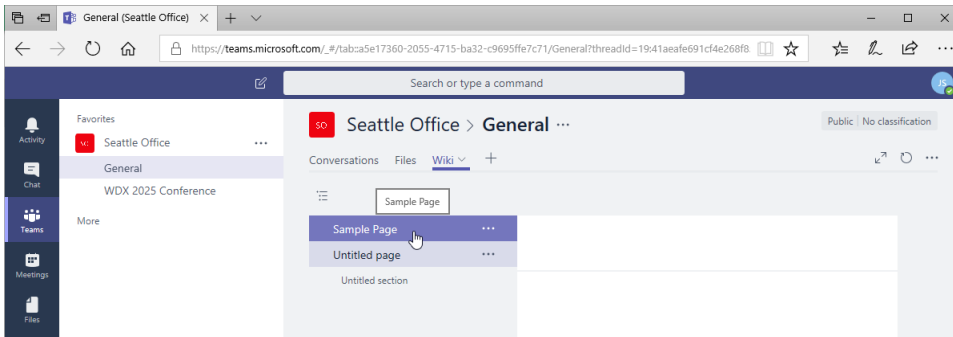 General (Seattle Office)
https://teams.microsoft.com/_#/tab::a5e17360-2055-4715-ba32-c9695ffe7c71/General?threadId=19:41aeafe691cf4e268f8.
Search or type a command
JS
Activity
Chat
Teams
Meetings
Files
Favorites
SO Seattle Office
General
WDX 2025 Conference
More
SO Seattle Office > General
Public No classification
Conversations Files Wiki
Sample Page
Sample Page
Untitled page
Untitled section